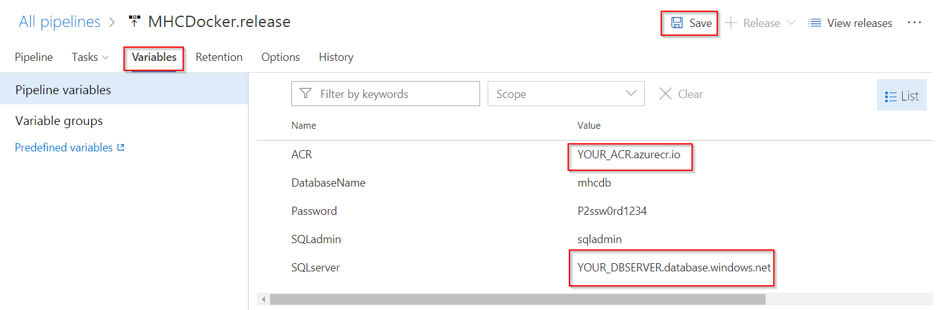 All pipelines > MHCDocker.release
Save + Release View releases ...
Pipeline Tasks Variables Retention Options History
Pipeline variables
Variable groups
Predefined variables
Filter by keywords Scope Clear List
Name Value
ACR YOUR_ACR.azurecr.io
DatabaseName mhcdb
Password P2ssw0rd1234
SQLadmin sqladmin
SQLserver YOUR_DBSERVER.database.windows.net